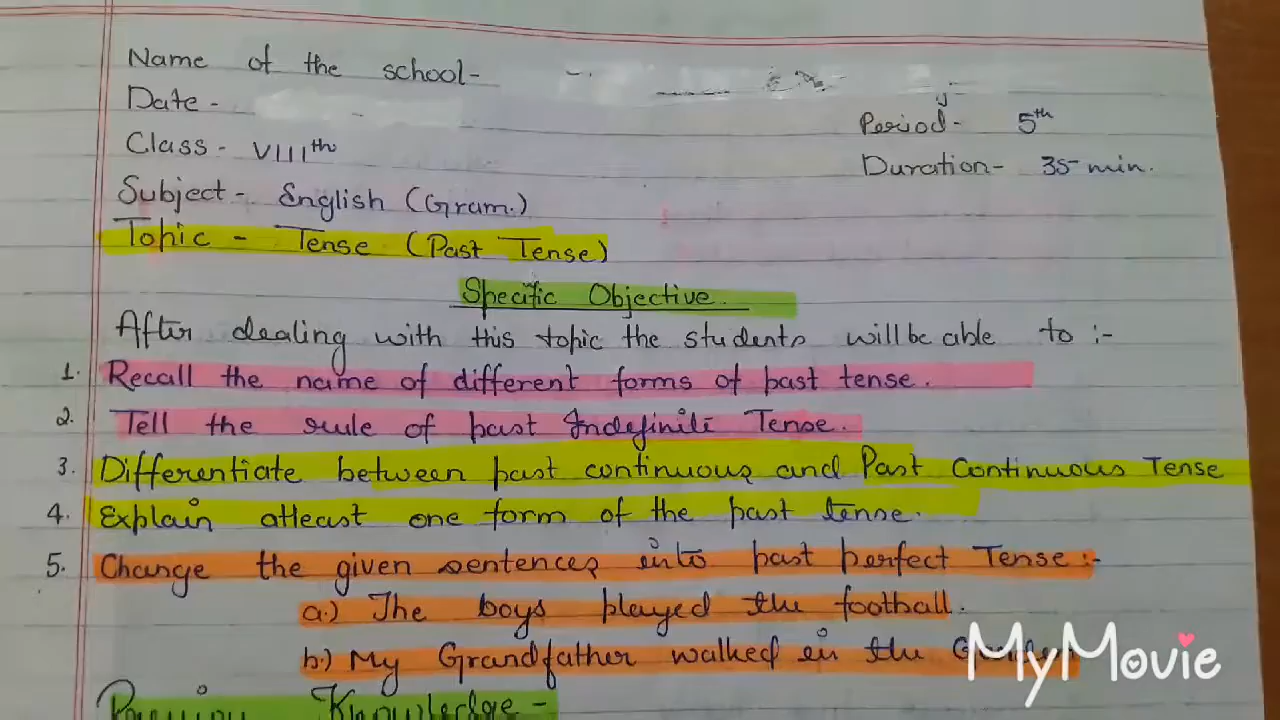 Name of the school-
Date -
Period- 5th
Class- VIIIth
Duration- 35 min.
Subject- English (Gram.)
Topic - Tense (Past Tense)
Specific Objective
After dealing with this topic the students will be able to :-
1. Recall the name of different forms of past tense.
2. Tell the rule of past Indefinite Tense.
3. Differentiate between past continuous and Past Continuous Tense
4. Explain atleast one form of the past tense.
5. Change the given sentences into past perfect Tense :-
a.) The boys played the football.
b.) My Grandfather walked in the
MyMovie
Knowledge -